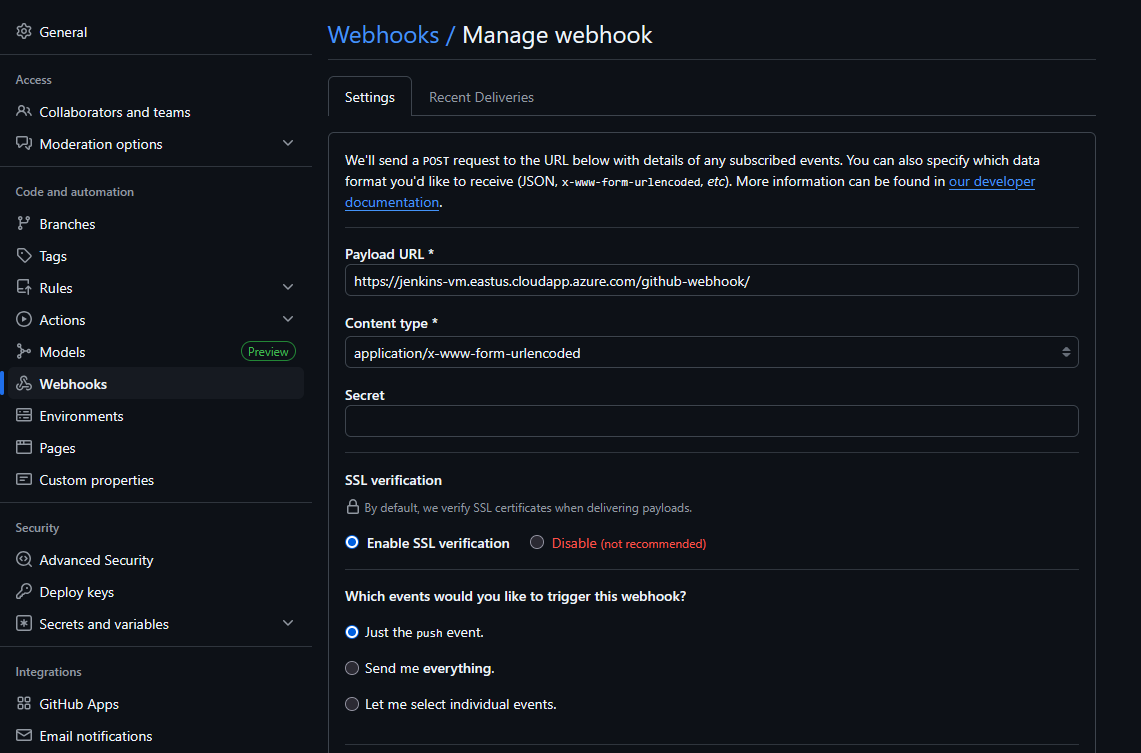 General
Access
Collaborators and teams
Moderation options
Code and automation
Branches
Tags
Rules
Actions
Models Preview
Webhooks
Environments
Pages
Custom properties
Security
Advanced Security
Deploy keys
Secrets and variables
Integrations
GitHub Apps
Email notifications
Webhooks / Manage webhook
Settings Recent Deliveries
We'll send a POST request to the URL below with details of any subscribed events. You can also specify which data
format you'd like to receive (JSON, x-www-form-urlencoded, etc). More information can be found in our developer
documentation.
Payload URL *
https://jenkins-vm.eastus.cloudapp.azure.com/github-webhook/
Content type *
application/x-www-form-urlencoded
Secret
SSL verification
By default, we verify SSL certificates when delivering payloads.
Enable SSL verification Disable (not recommended)
Which events would you like to trigger this webhook?
Just the push event.
Send me everything.
Let me select individual events.